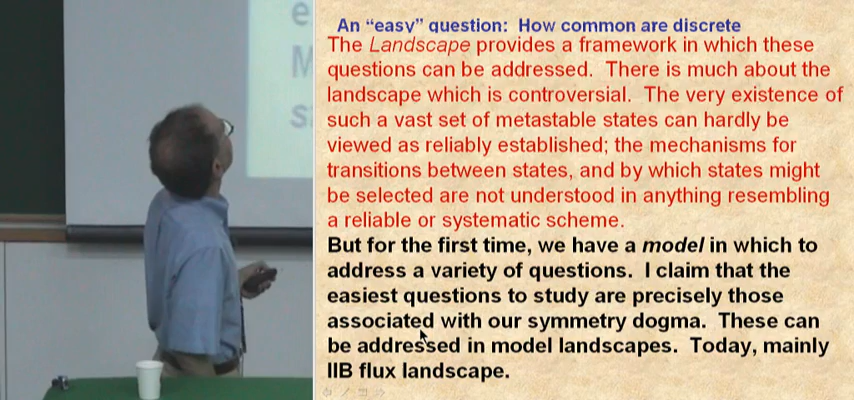 An “easy” question: How common are discrete
The Landscape provides a framework in which these
questions can be addressed. There is much about the
landscape which is controversial. The very existence of
such a vast set of metastable states can hardly be
viewed as reliably established; the mechanisms for
transitions between states, and by which states might
be selected are not understood in anything resembling
a reliable or systematic scheme.
But for the first time, we have a model in which to
address a variety of questions. I claim that the
easiest questions to study are precisely those
associated with our symmetry dogma. These can
be addressed in model landscapes. Today, mainly
IIB flux landscape.